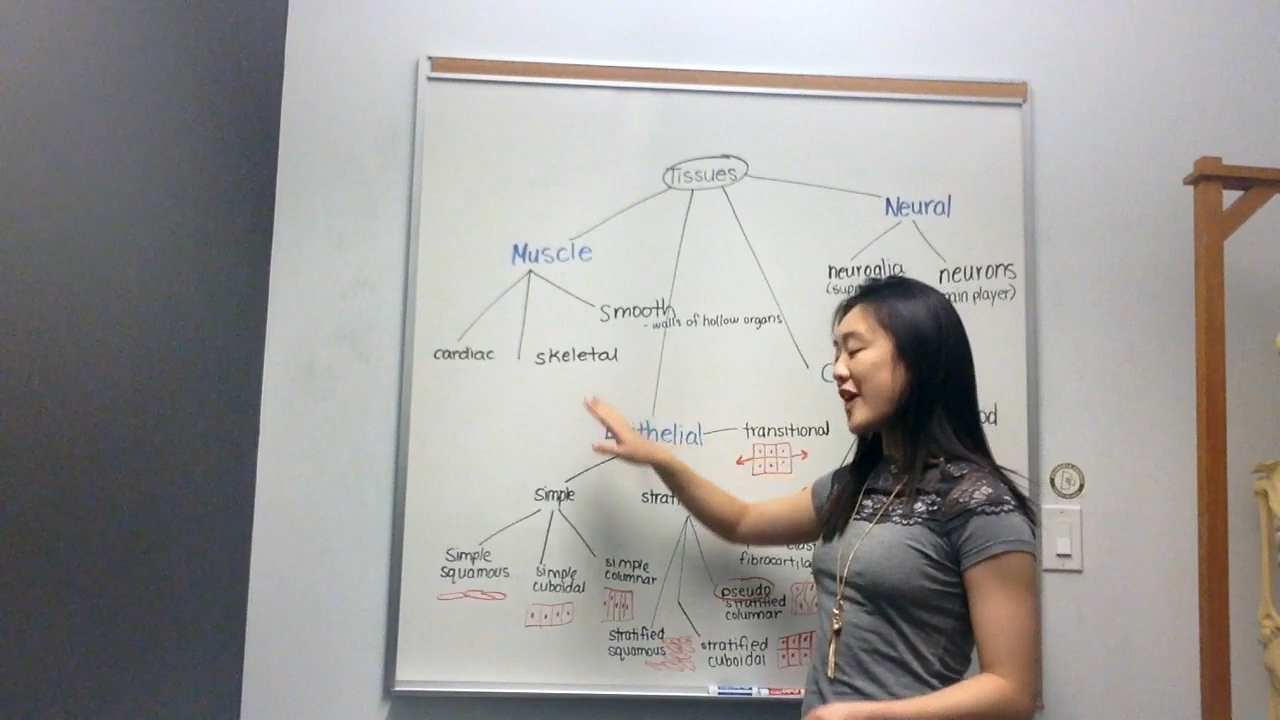 Tissues
Neural
Muscle
neuroglia
neurons
player)
Smooth
- walls of hollow organs
cardiac
skeletal
transitional
Simple
Simple
squamous
simple
cuboidal
simple
columnar
fibrocartila
pseudo
stratified
columnar
stratified
squamous
stratified
cuboidal